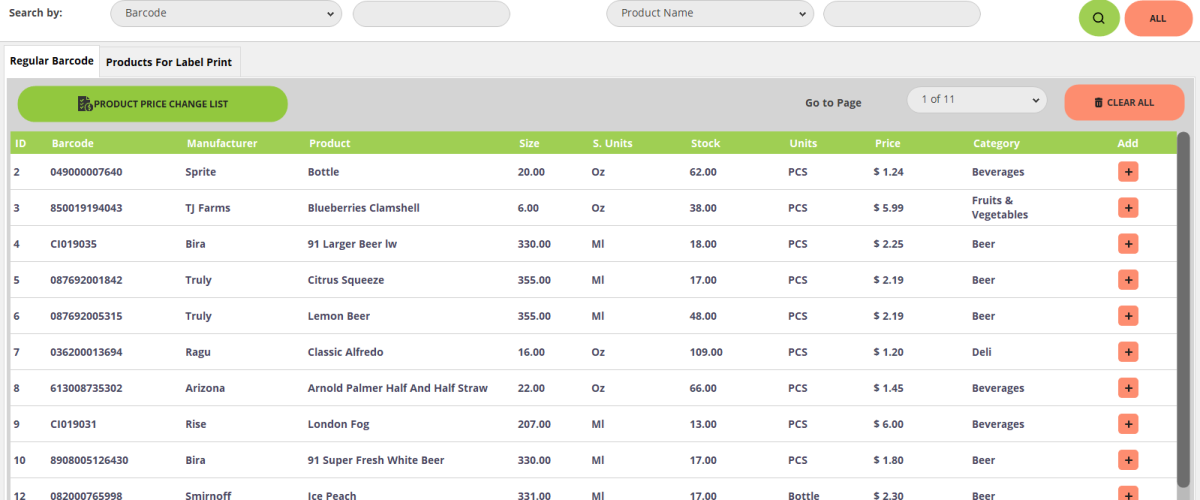 Search by: Barcode Product Name ALL
Regular Barcode Products For Label Print
PRODUCT PRICE CHANGE LIST Go to Page 1 of 11 CLEAR ALL
ID Barcode Manufacturer Product Size S. Units Stock Units Price Category Add
2 049000007640 Sprite Bottle 20.00 Oz 62.00 PCS $ 1.24 Beverages +
3 850019194043 TJ Farms Blueberries Clamshell 6.00 Oz 38.00 PCS $ 5.99 Fruits &
Vegetables +
4 CI019035 Bira 91 Larger Beer lw 330.00 Ml 18.00 PCS $ 2.25 Beer +
5 087692001842 Truly Citrus Squeeze 355.00 Ml 17.00 PCS $ 2.19 Beer +
6 087692005315 Truly Lemon Beer 355.00 Ml 48.00 PCS $ 2.19 Beer +
7 036200013694 Ragu Classic Alfredo 16.00 Oz 109.00 PCS $ 1.20 Deli +
8 613008735302 Arizona Arnold Palmer Half And Half Straw 22.00 Oz 66.00 PCS $ 1.45 Beverages +
9 CI019031 Rise London Fog 207.00 Ml 13.00 PCS $ 6.00 Beverages +
10 8908005126430 Bira 91 Super Fresh White Beer 330.00 Ml 17.00 PCS $ 1.80 Beer +
12 082000765998 Smirnoff Ice Peach 331.00 Ml 17.00 Bottle $ 2.30 Beer +